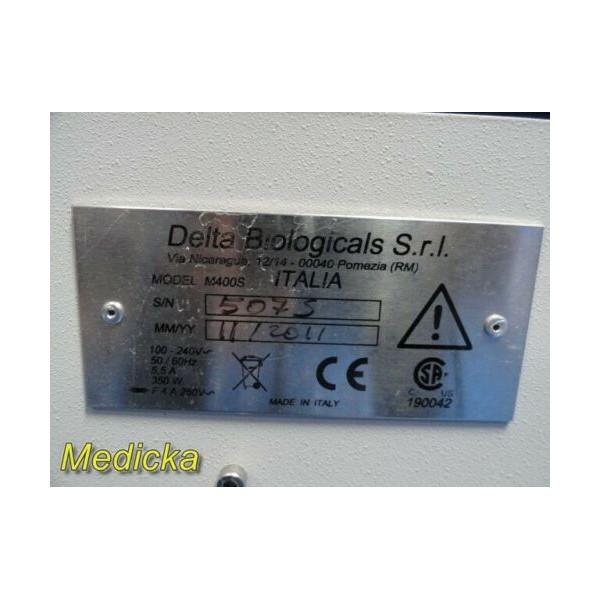 Delta Biologicals S.r.l.
Via Nicaragua, 12/14 - 00040 Pomezia (RM)
MODEL M400S ITALIA
S/N 5075
MM/YY 11/2011
100 - 240V~
50 / 60Hz
5,5 A
350 W
F 4 A 250V~
CE
MADE IN ITALY
SA
C US
190042
Medicka